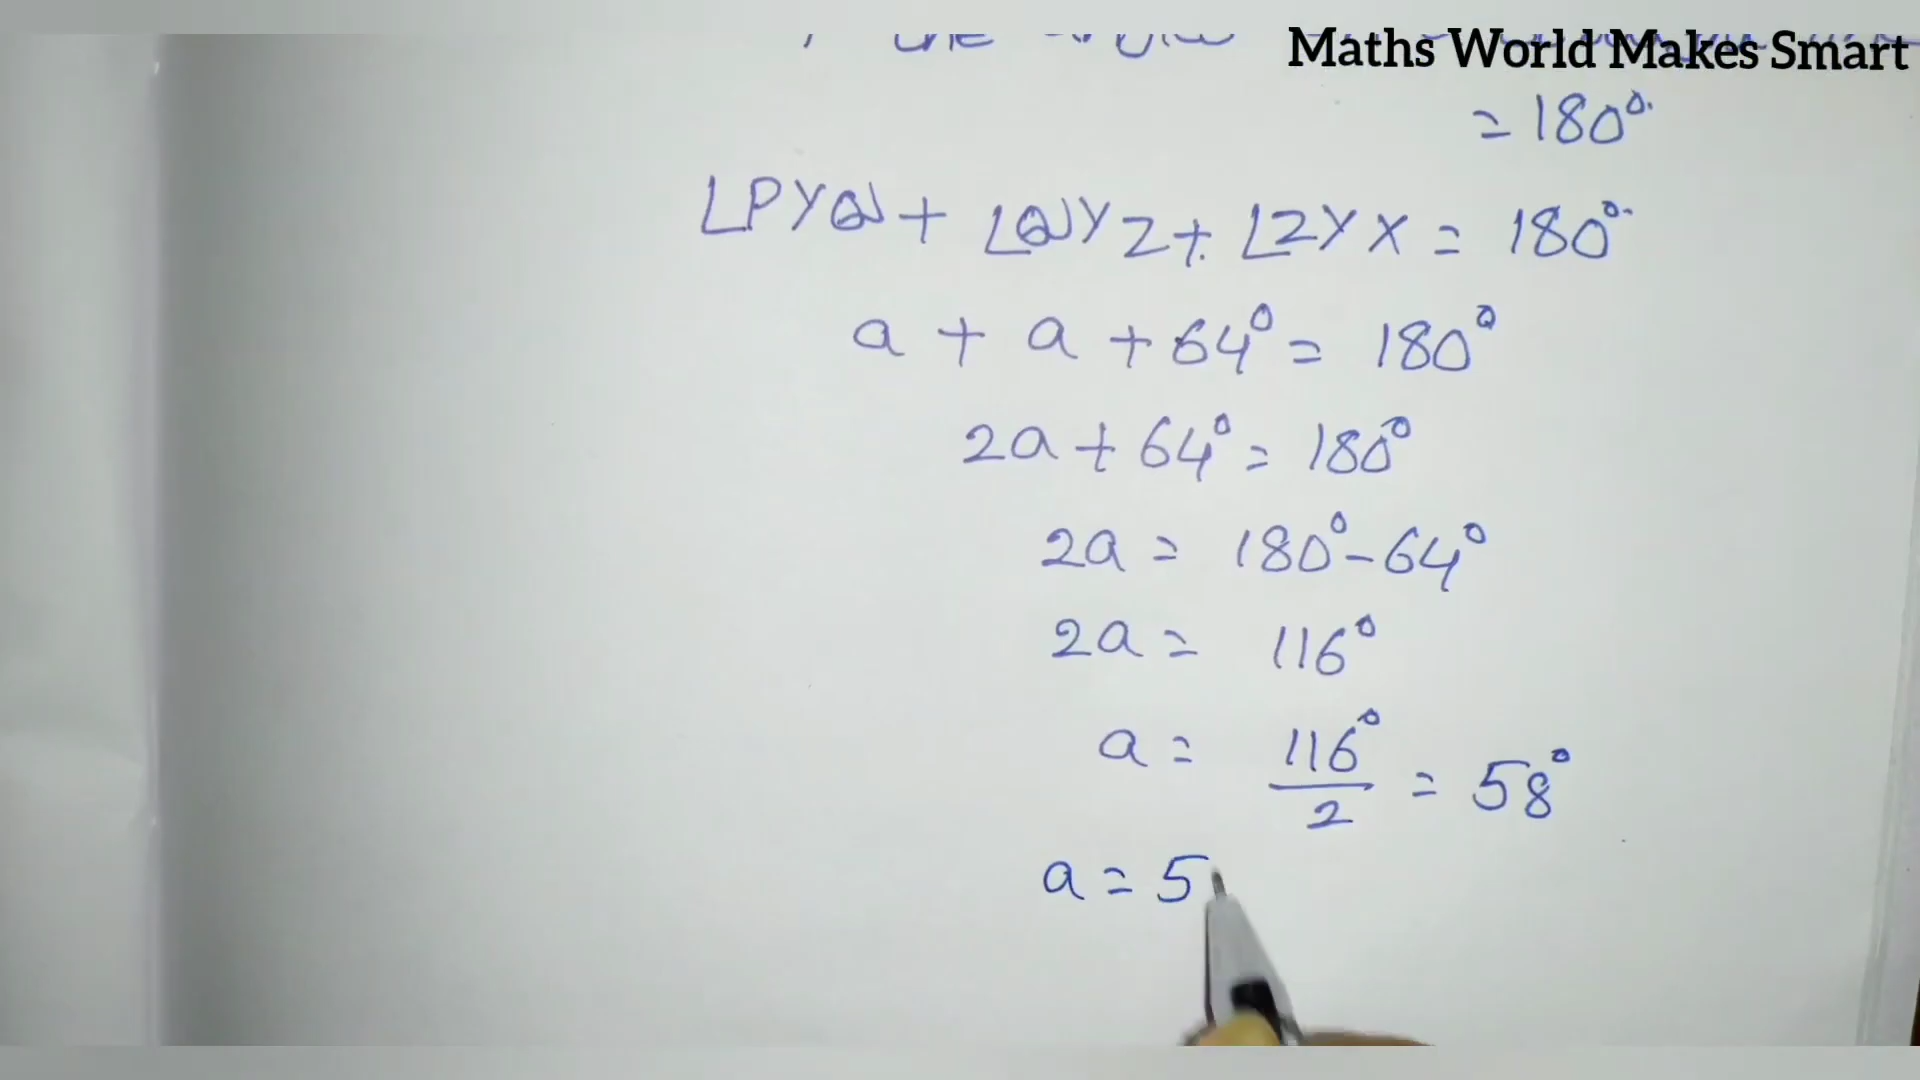 Maths World Makes Smart
= 180°.
∠PYQ + ∠QYZ + ∠ZYX = 180°.
a + a + 64° = 180°
2a + 64° = 180°
2a = 180° - 64°
2a = 116°
a = 116°/2 = 58°
a = 5